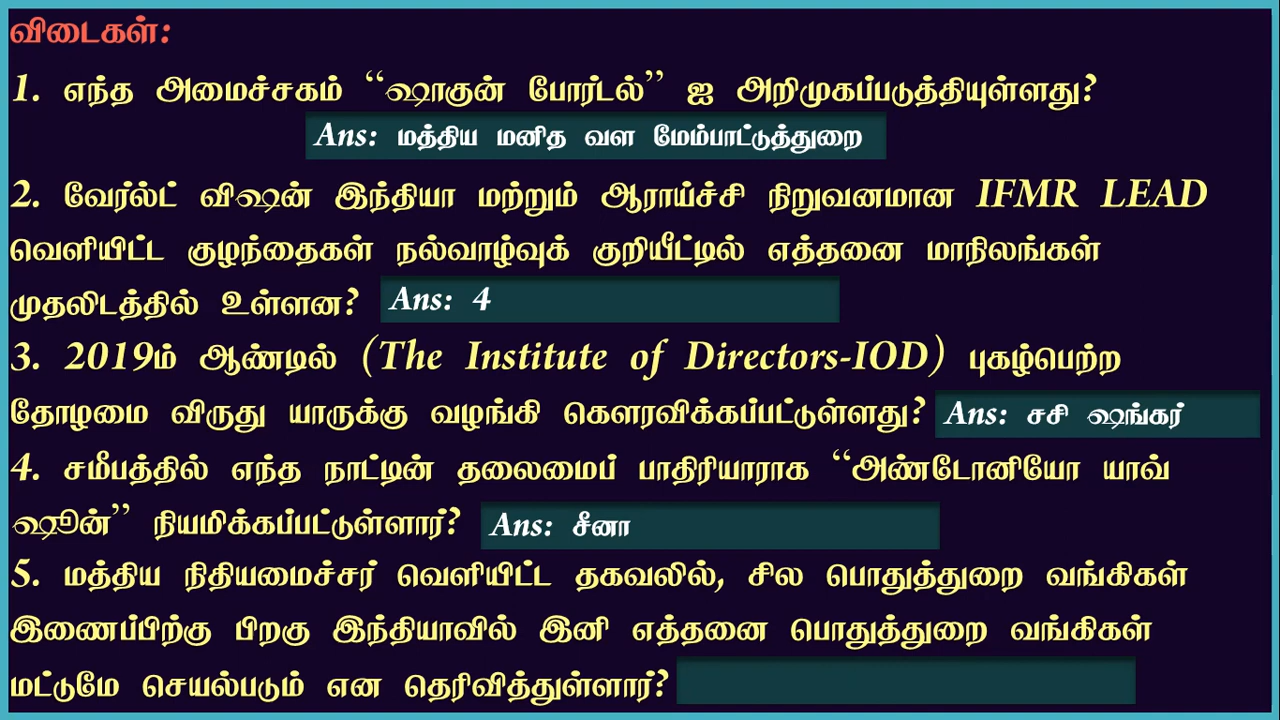 விடைகள்:
1. எந்த அமைச்சகம் “ஷாகுன் போர்டல்” ஐ அறிமுகப்படுத்தியுள்ளது?
Ans: மத்திய மனித வள மேம்பாட்டுத்துறை
2. வேர்ல்ட் விஷன் இந்தியா மற்றும் ஆராய்ச்சி நிறுவனமான IFMR LEAD
வெளியிட்ட குழந்தைகள் நல்வாழ்வுக் குறியீட்டில் எத்தனை மாநிலங்கள்
முதலிடத்தில் உள்ளன? Ans: 4
3. 2019ம் ஆண்டில் (The Institute of Directors-IOD) புகழ்பெற்ற
தோழமை விருது யாருக்கு வழங்கி கௌரவிக்கப்பட்டுள்ளது? Ans: சசி ஷங்கர்
4. சமீபத்தில் எந்த நாட்டின் தலைமைப் பாதிரியாராக “அண்டோனியோ யாவ்
ஷூன்” நியமிக்கப்பட்டுள்ளார்? Ans: சீனா
5. மத்திய நிதியமைச்சர் வெளியிட்ட தகவலில், சில பொதுத்துறை வங்கிகள்
இணைப்பிற்கு பிறகு இந்தியாவில் இனி எத்தனை பொதுத்துறை வங்கிகள்
மட்டுமே செயல்படும் என தெரிவித்துள்ளார்?